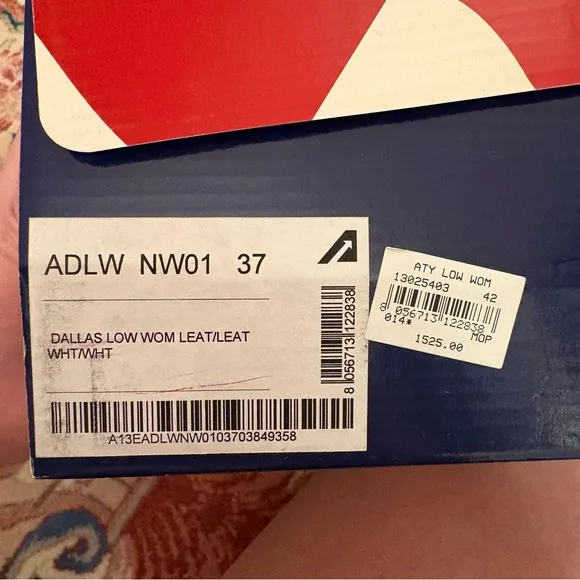 ADLW NW01 37
DALLAS LOW WOM LEAT/LEAT
WHT/WHT
8 056713 122838
A13EADLWNW0103703849358
ATY LOW WOM
13025403 42
8 056713 122838
014* MOP
1525.00